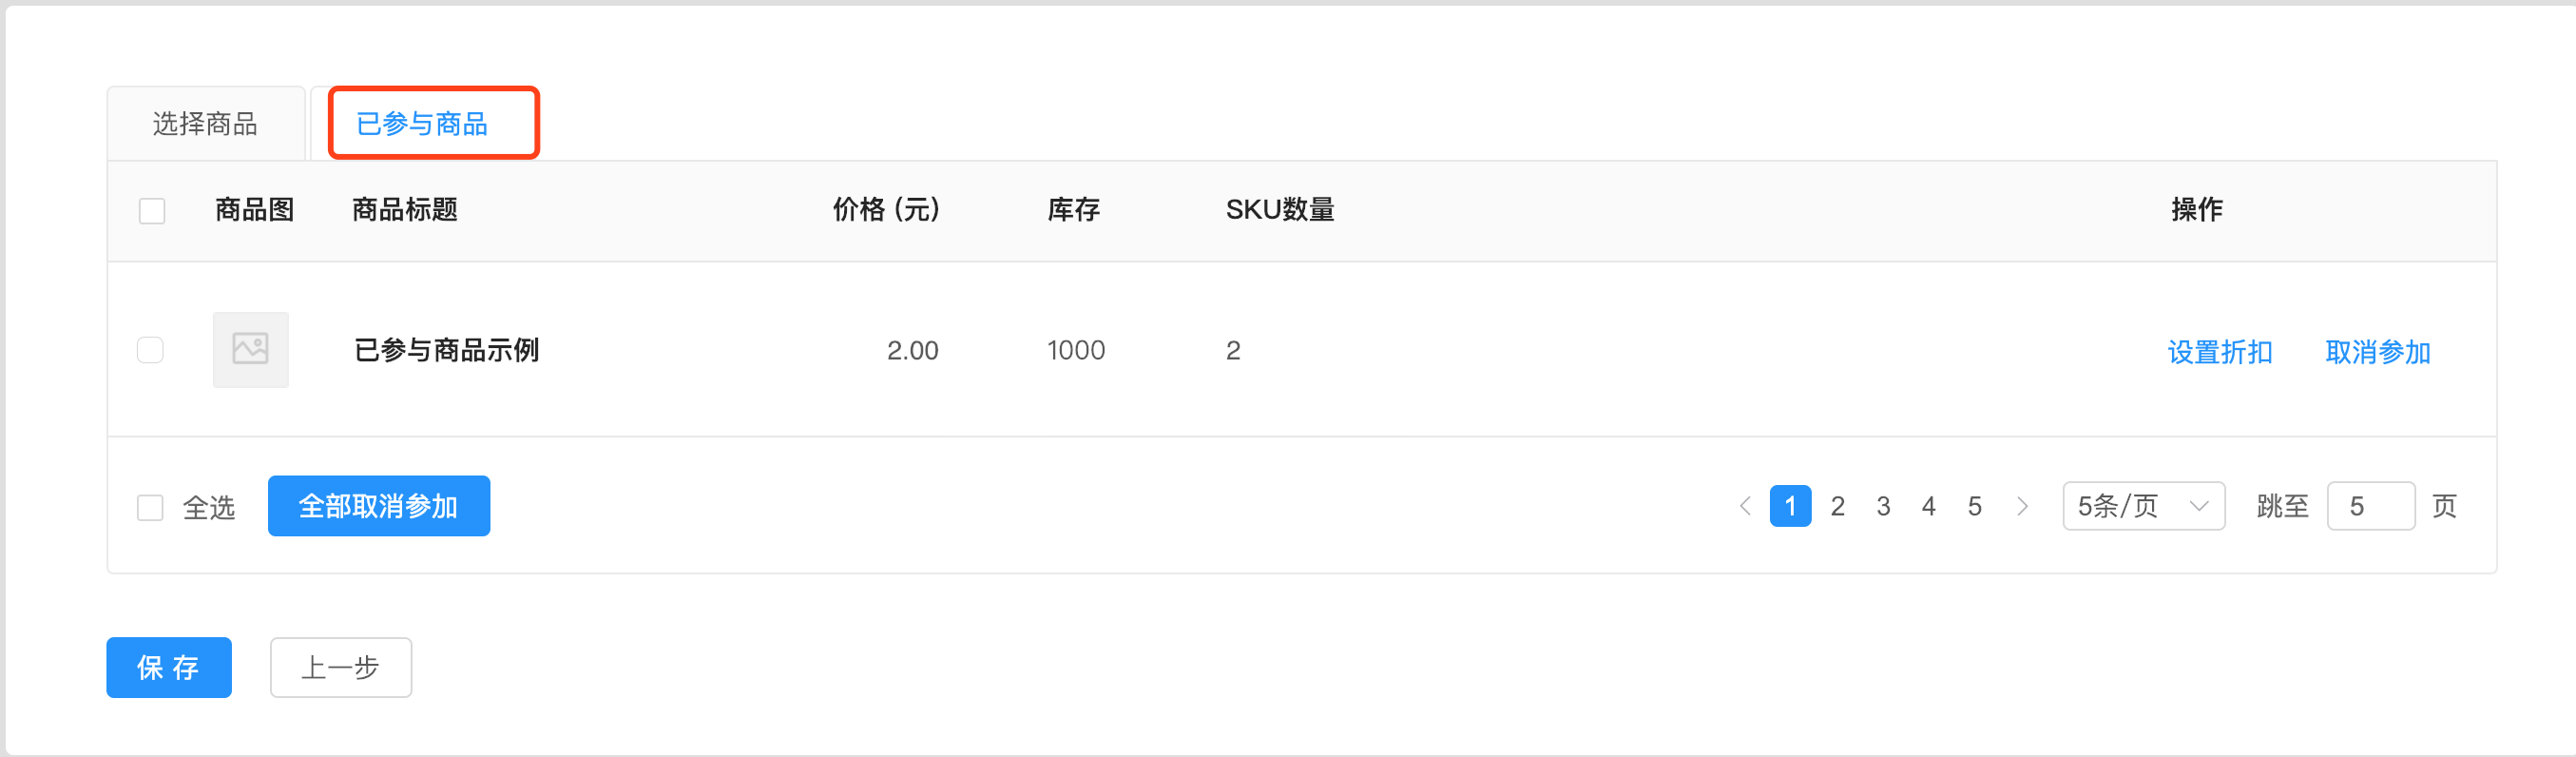 选择商品 已参与商品
商品图 商品标题 价格 (元) 库存 SKU数量 操作
已参与商品示例 2.00 1000 2 设置折扣 取消参加
全选 全部取消参加 1 2 3 4 5 5条/页 跳至 5 页
保 存 上一步